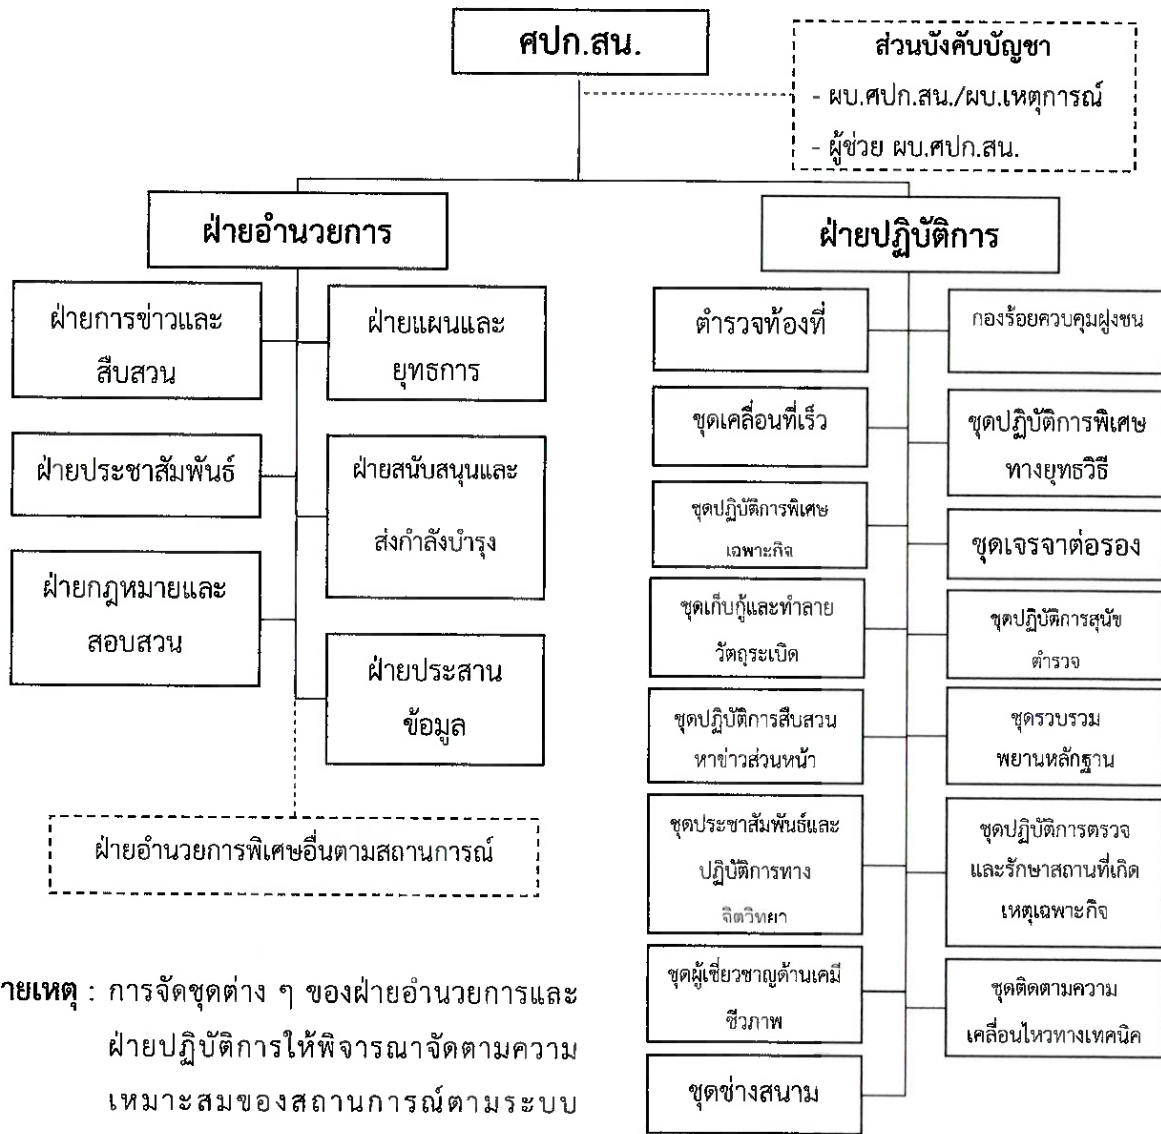 ศปก.สน.
ส่วนบังคับบัญชา
- ผบ.ศปก.สน./ผบ.เหตุการณ์
- ผู้ช่วย ผบ.ศปก.สน.
ฝ่ายอำนวยการ
ฝ่ายการข่าวและ
สืบสวน
ฝ่ายแผนและ
ยุทธการ
ฝ่ายประชาสัมพันธ์
ฝ่ายสนับสนุนและ
ส่งกำลังบำรุง
ฝ่ายกฎหมายและ
สอบสวน
ฝ่ายประสาน
ข้อมูล
ฝ่ายอำนวยการพิเศษอื่นตามสถานการณ์
ฝ่ายปฏิบัติการ
ตำรวจท้องที่
กองร้อยควบคุมฝูงชน
ชุดเคลื่อนที่เร็ว
ชุดปฏิบัติการพิเศษ
ทางยุทธวิธี
ชุดปฏิบัติการพิเศษ
เฉพาะกิจ
ชุดเจรจาต่อรอง
ชุดเก็บกู้และทำลาย
วัตถุระเบิด
ชุดปฏิบัติการสุนัข
ตำรวจ
ชุดปฏิบัติการสืบสวน
หาข่าวส่วนหน้า
ชุดรวบรวม
พยานหลักฐาน
ชุดประชาสัมพันธ์และ
ปฏิบัติการทาง
จิตวิทยา
ชุดปฏิบัติการตรวจ
และรักษาสถานที่เกิด
เหตุเฉพาะกิจ
ชุดผู้เชี่ยวชาญด้านเคมี
ชีวภาพ
ชุดติดตามความ
เคลื่อนไหวทางเทคนิค
ชุดช่างสนาม
ายเหตุ : การจัดชุดต่าง ๆ ของฝ่ายอำนวยการและ
ฝ่ายปฏิบัติการให้พิจารณาจัดตามความ
เหมาะสมของสถานการณ์ตามระบบ